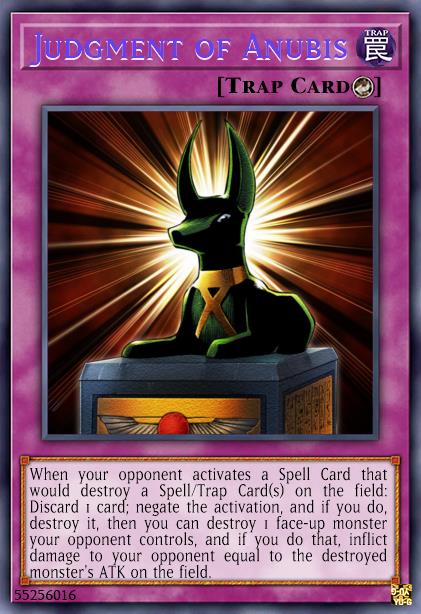 Judgment of Anubis
TRAP
罠
[Trap Card]
When your opponent activates a Spell Card that
would destroy a Spell/Trap Card(s) on the field:
Discard 1 card; negate the activation, and if you do,
destroy it, then you can destroy 1 face-up monster
your opponent controls, and if you do that, inflict
damage to your opponent equal to the destroyed
monster's ATK on the field.
55256016